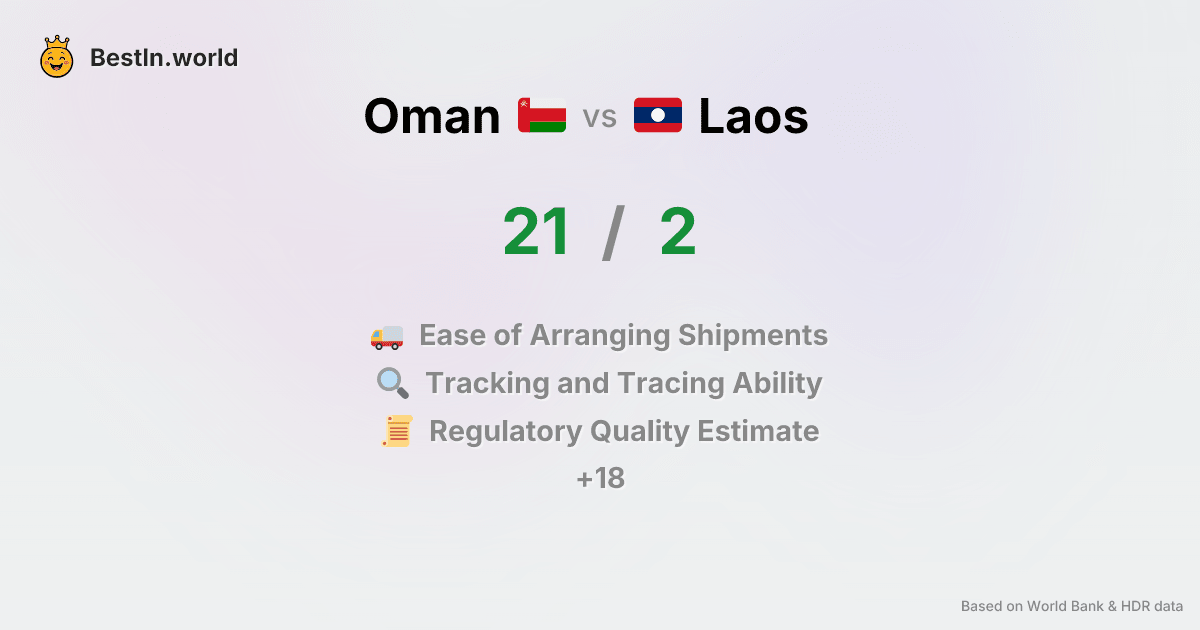 BestIn.world
Oman vs Laos
21 / 2
Ease of Arranging Shipments
Tracking and Tracing Ability
Regulatory Quality Estimate
+18
Based on World Bank & HDR data